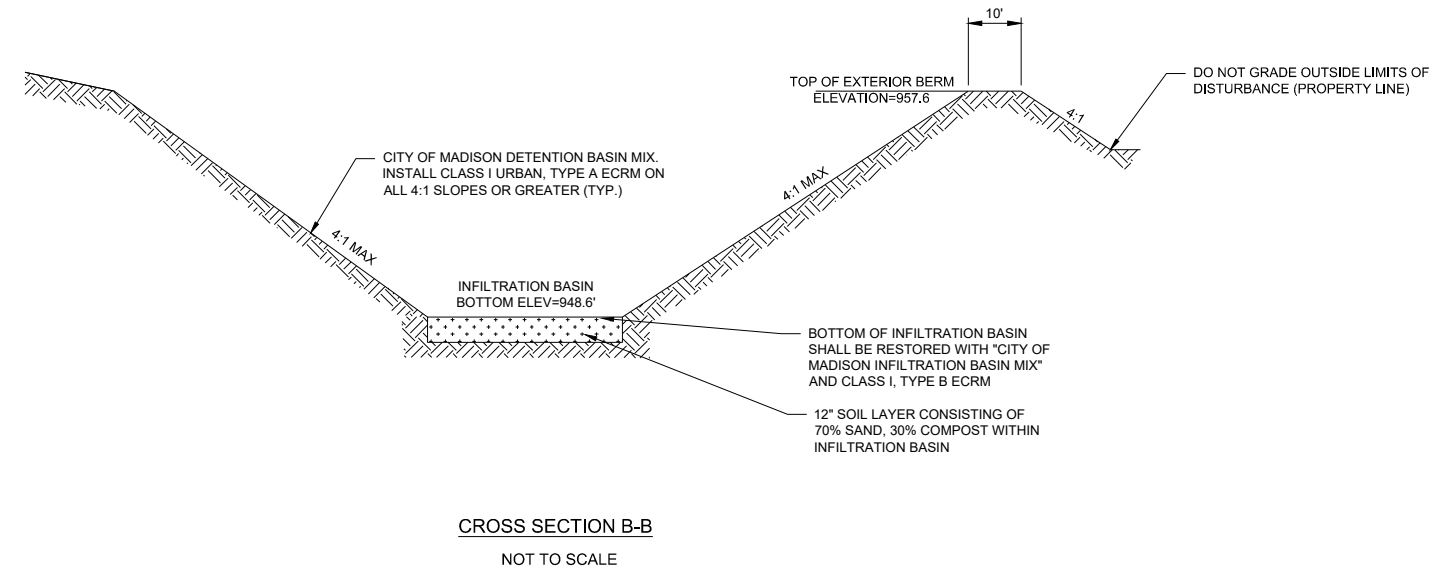 10'
TOP OF EXTERIOR BERM
ELEVATION=957.6
DO NOT GRADE OUTSIDE LIMITS OF
DISTURBANCE (PROPERTY LINE)
4:1
CITY OF MADISON DETENTION BASIN MIX.
INSTALL CLASS I URBAN, TYPE A ECRM ON
ALL 4:1 SLOPES OR GREATER (TYP.)
4:1 MAX
4:1 MAX
INFILTRATION BASIN
BOTTOM ELEV=948.6'
BOTTOM OF INFILTRATION BASIN
SHALL BE RESTORED WITH "CITY OF
MADISON INFILTRATION BASIN MIX"
AND CLASS I, TYPE B ECRM
12" SOIL LAYER CONSISTING OF
70% SAND, 30% COMPOST WITHIN
INFILTRATION BASIN
CROSS SECTION B-B
NOT TO SCALE